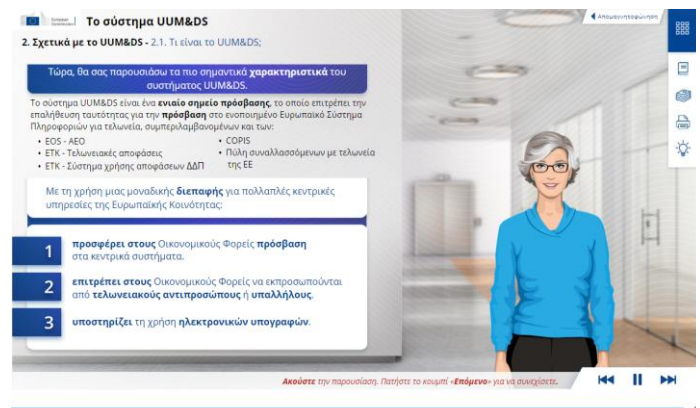 European
Commission
Το σύστημα UUM&DS
Απομαγνητοφώνηση
2. Σχετικά με το UUM&DS - 2.1. Τι είναι το UUM&DS;
Τώρα, θα σας παρουσιάσω τα πιο σημαντικά χαρακτηριστικά του
συστήματος UUM&DS.
Το σύστημα UUM&DS είναι ένα ενιαίο σημείο πρόσβασης, το οποίο επιτρέπει την
επαλήθευση ταυτότητας για την πρόσβαση στο ενοποιημένο Ευρωπαϊκό Σύστημα
Πληροφοριών για τελωνεία, συμπεριλαμβανομένων και των:
• EOS - AEO
• ΕΤΚ - Τελωνειακές αποφάσεις
• ΕΤΚ - Σύστημα χρήσης αποφάσεων ΔΔΠ
• COPIS
• Πύλη συναλλασσόμενων με τελωνεία
της ΕΕ
Με τη χρήση μιας μοναδικής διεπαφής για πολλαπλές κεντρικές
υπηρεσίες της Ευρωπαϊκής Κοινότητας:
1
προσφέρει στους Οικονομικούς Φορείς πρόσβαση
στα κεντρικά συστήματα.
2
επιτρέπει στους Οικονομικούς Φορείς να εκπροσωπούνται
από τελωνειακούς αντιπροσώπους ή υπαλλήλους.
3
υποστηρίζει τη χρήση ηλεκτρονικών υπογραφών.
Ακούστε την παρουσίαση. Πατήστε το κουμπί «Επόμενο» για να συνεχίσετε.